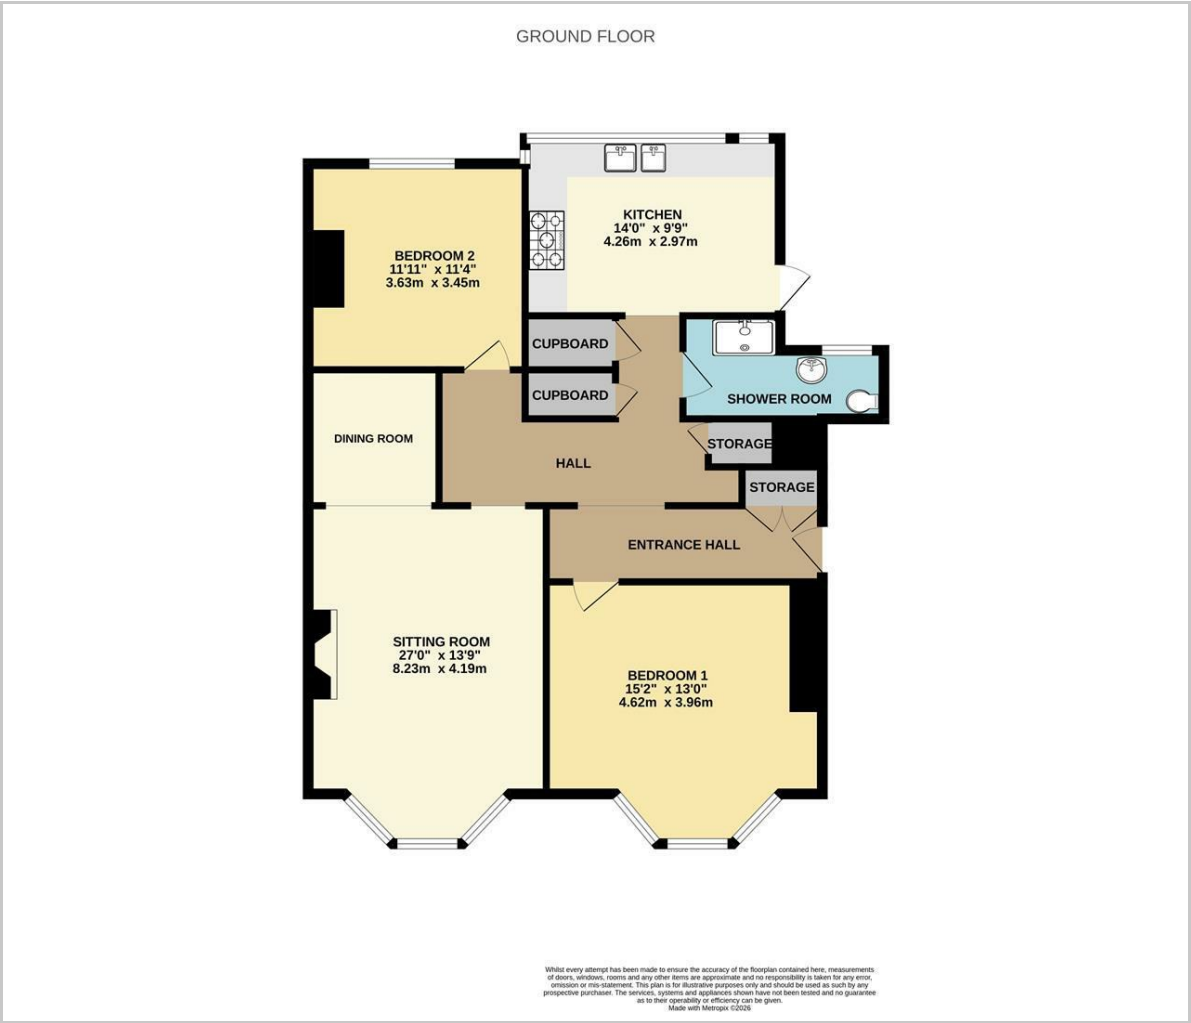 GROUND FLOOR
KITCHEN
14'0" x 9'9"
4.26m x 2.97m
BEDROOM 2
11'11" x 11'4"
3.63m x 3.45m
CUPBOARD
CUPBOARD
SHOWER ROOM
DINING ROOM
STORAGE
HALL
STORAGE
ENTRANCE HALL
SITTING ROOM
27'0" x 13'9"
8.23m x 4.19m
BEDROOM 1
15'2" x 13'0"
4.62m x 3.96m
Whilst every attempt has been made to ensure the accuracy of the floorplan contained here, measurements
of doors, windows, rooms and any other items are approximate and no responsibility is taken for any error,
omission or mis-statement. This plan is for illustrative purposes only and should be used as such by any
prospective purchaser. The services, systems and appliances shown have not been tested and no guarantee
as to their operability or efficiency can be given.
Made with Metropix ©2026